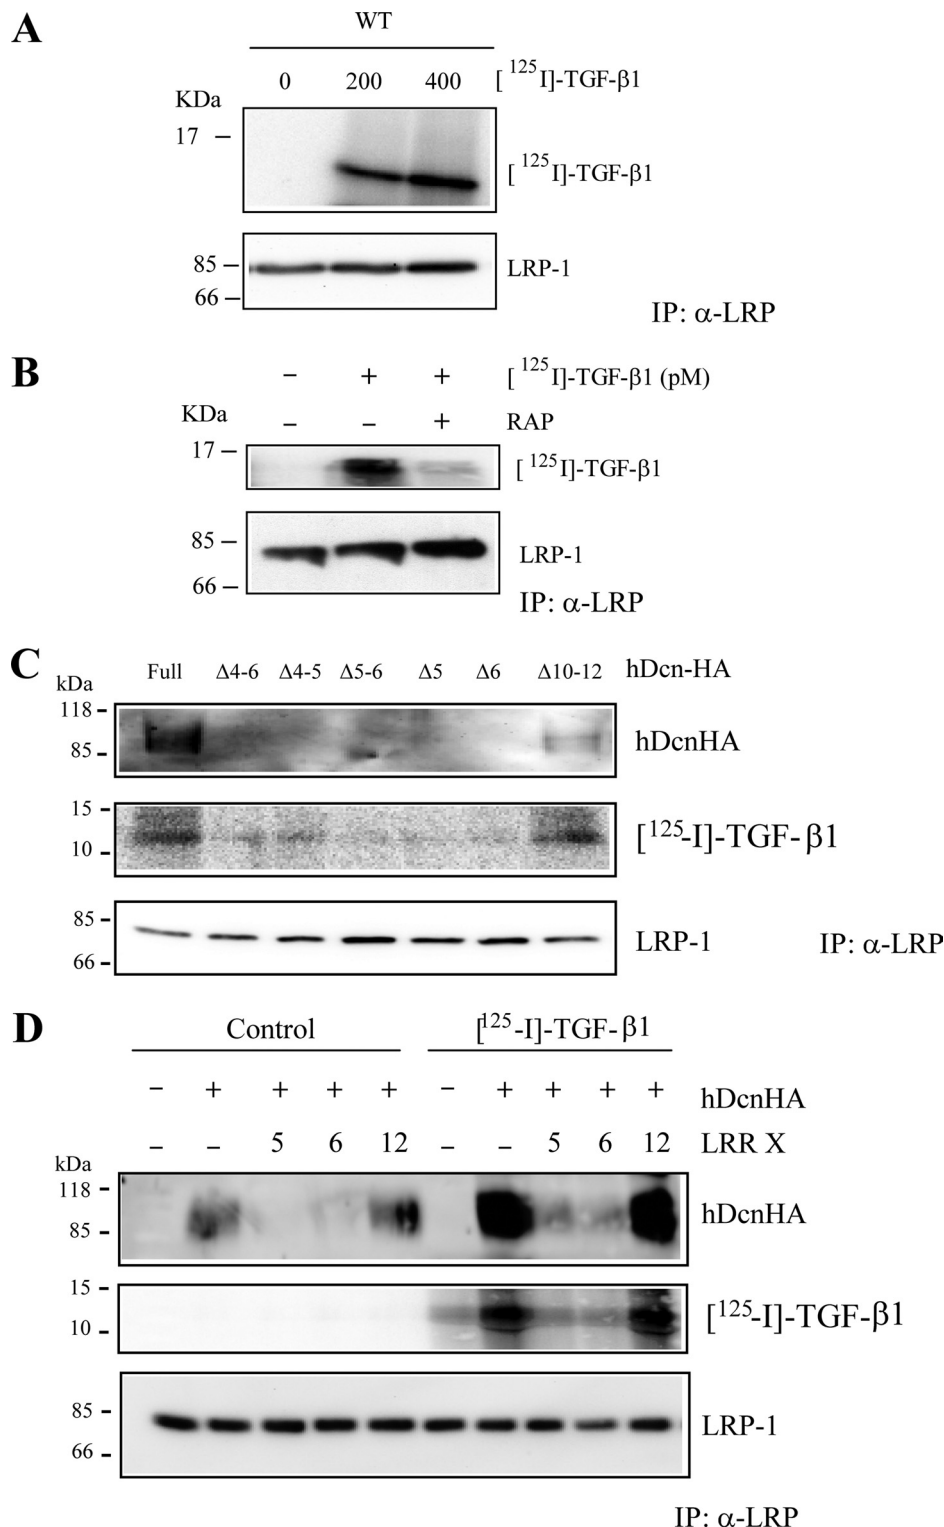 A
WT
0 200 400 [125I]-TGF-β1
KDa
17 –
[125I]-TGF-β1
85 –
LRP-1
66 –
IP: α-LRP
B
– + + [125I]-TGF-β1 (pM)
KDa
– – + RAP
17 –
[125I]-TGF-β1
85 –
LRP-1
66 –
IP: α-LRP
C
Full Δ4-6 Δ4-5 Δ5-6 Δ5 Δ6 Δ10-12 hDcn-HA
kDa
118 -
hDcnHA
85 -
15 -
[125-I]-TGF-β1
10 -
85 -
LRP-1
IP: α-LRP
66 -
D
Control [125-I]-TGF-β1
– + + + + – + + + + hDcnHA
– – 5 6 12 – – 5 6 12 LRR X
kDa
118 -
hDcnHA
85 -
15 -
[125-I]-TGF-β1
10 -
85 -
LRP-1
66 -
IP: α-LRP